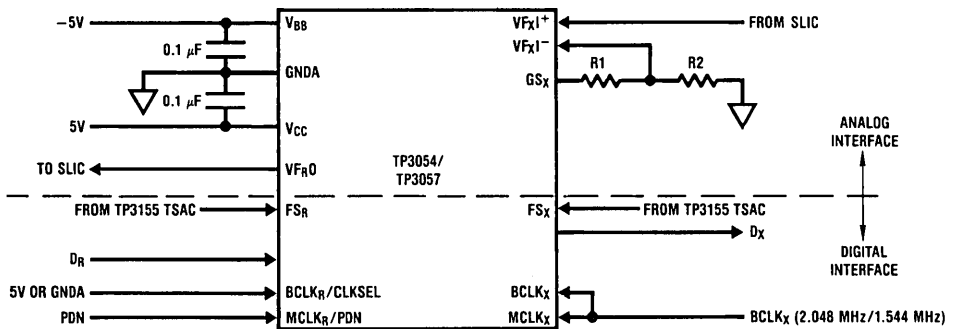 −5V
0.1 μF
0.1 μF
5V
TO SLIC
VBB
GNDA
VCC
VFRO
VFXI+
VFXI−
GSX
FROM SLIC
R1
R2
TP3054/
TP3057
ANALOG
INTERFACE
FROM TP3155 TSAC
FSR
FSX
FROM TP3155 TSAC
DR
DX
DIGITAL
INTERFACE
5V OR GNDA
BCLKR/CLKSEL
BCLKX
PDN
MCLKR/PDN
MCLKX
BCLKX (2.048 MHz/1.544 MHz)